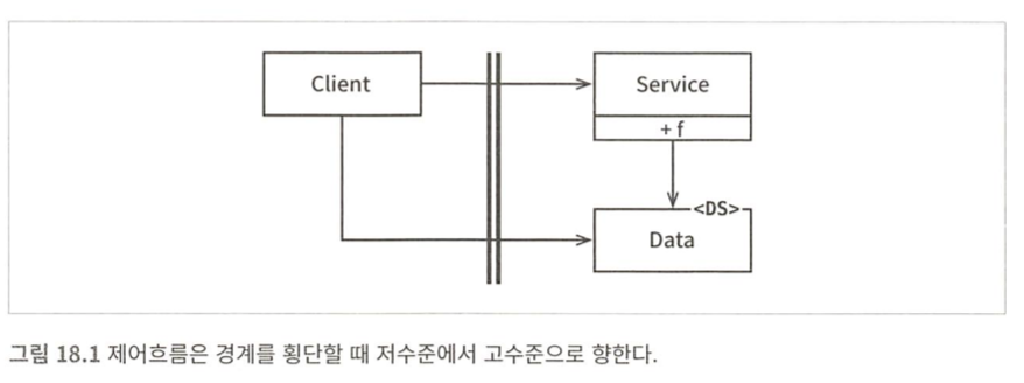 Client
Service
+ f
<DS>
Data
그림 18.1 제어흐름은 경계를 횡단할 때 저수준에서 고수준으로 향한다.